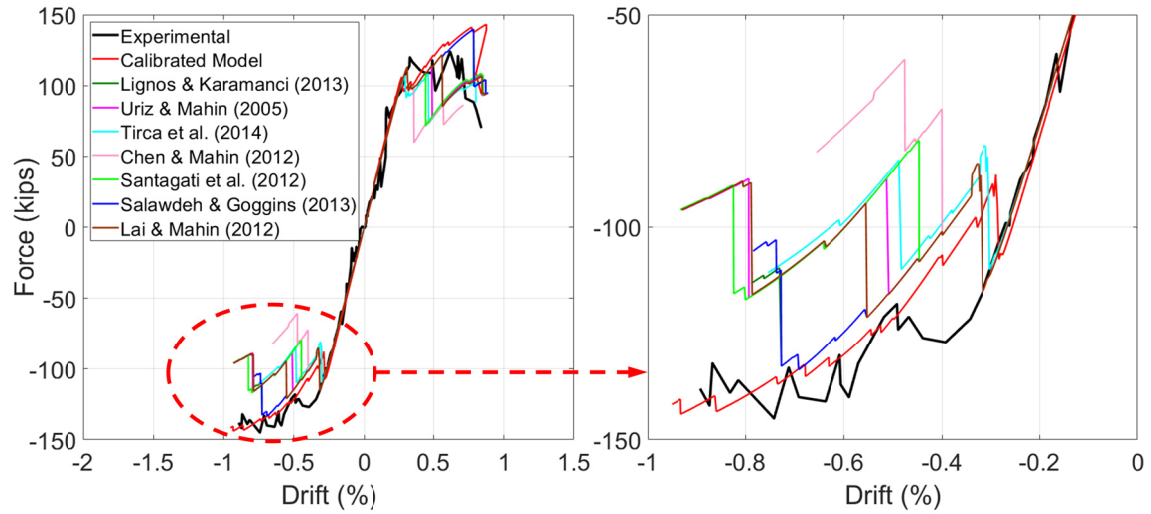 150
100
50
0
-50
-100
-150
Force (kips)
Experimental
Calibrated Model
Lignos & Karamanci (2013)
Uriz & Mahin (2005)
Tirca et al. (2014)
Chen & Mahin (2012)
Santagati et al. (2012)
Salawdeh & Goggins (2013)
Lai & Mahin (2012)
-2 -1.5 -1 -0.5 0 0.5 1 1.5
Drift (%)
-50
-100
-150
-1 -0.8 -0.6 -0.4 -0.2 0
Drift (%)